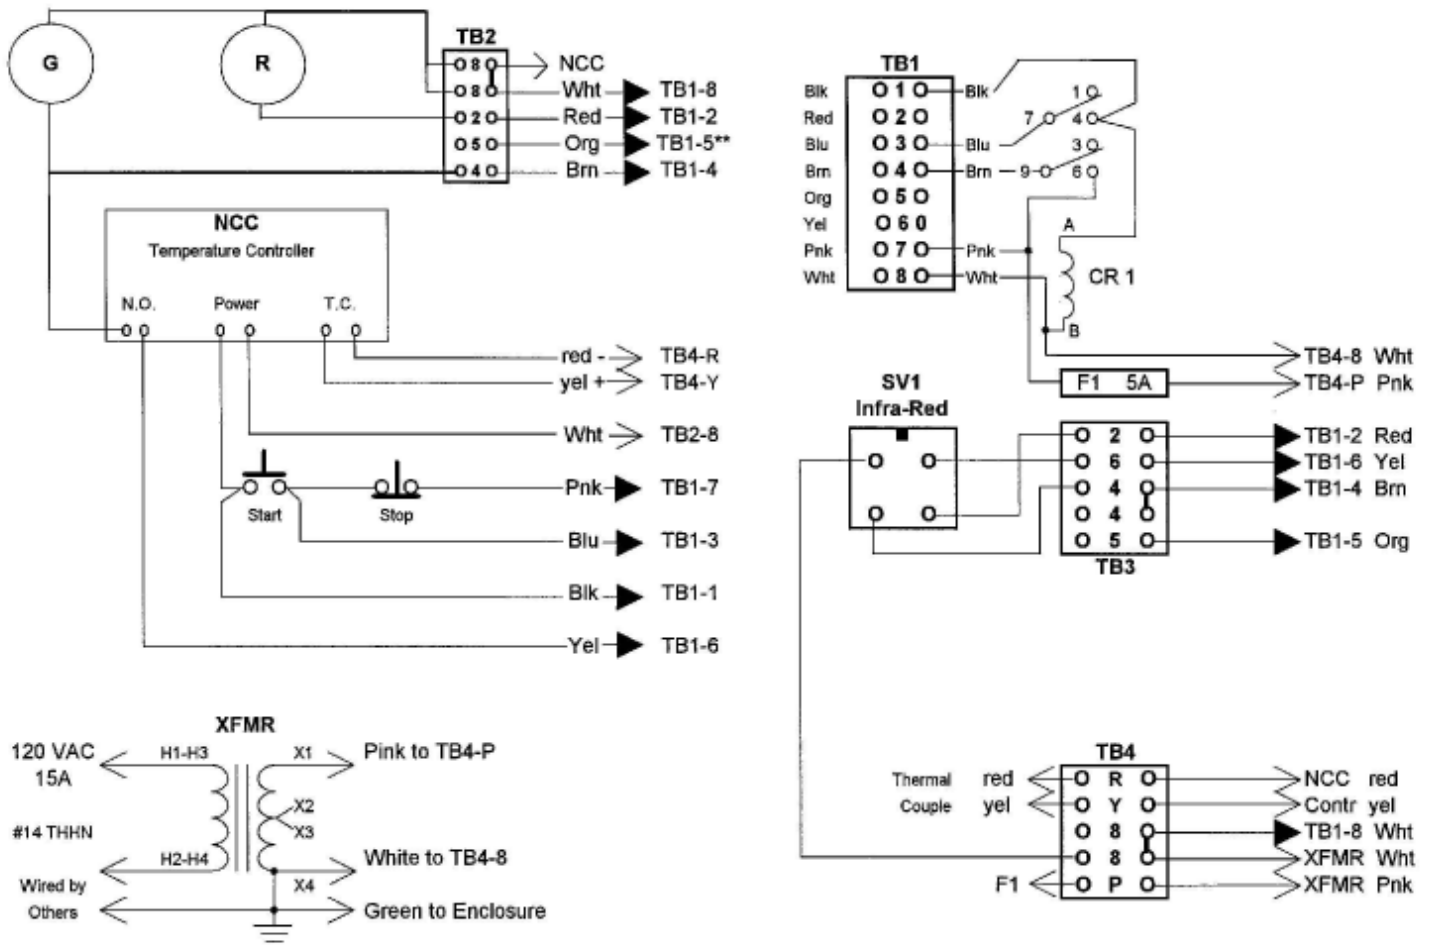 G
R
TB2
8 NCC
8 Wht TB1-8
2 Red TB1-2
5 Org TB1-5**
4 Brn TB1-4
NCC
Temperature Controller
N.O. Power T.C.
red - TB4-R
yel + TB4-Y
Wht TB2-8
Pnk TB1-7
Start Stop
Blu TB1-3
Blk TB1-1
Yel TB1-6
XFMR
120 VAC H1-H3 X1 Pink to TB4-P
15A
X2
#14 THHN X3
H2-H4 White to TB4-8
Wired by X4
Others Green to Enclosure
TB1
Blk 1 Blk 1
Red 2 7 4
Blu 3 Blu 3
Brn 4 Brn 9 6
Org 5
Yel 6
Pnk 7 Pnk
Wht 8 Wht
A
CR 1
B
TB4-8 Wht
F1 5A TB4-P Pnk
SV1
Infra-Red
2 TB1-2 Red
6 TB1-6 Yel
4 TB1-4 Brn
4
5 TB1-5 Org
TB3
TB4
Thermal red R NCC red
Couple yel Y Contr yel
8 TB1-8 Wht
8 XFMR Wht
F1 P XFMR Pnk